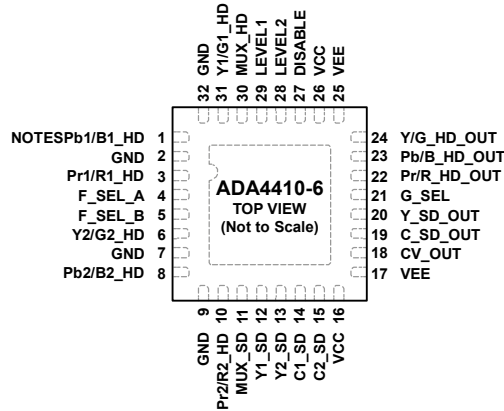 32 GND
31 Y1/G1_HD
30 MUX_HD
29 LEVEL1
28 LEVEL2
27 DISABLE
26 VCC
25 VEE
NOTESPb1/B1_HD 1
GND 2
Pr1/R1_HD 3
F_SEL_A 4
F_SEL_B 5
Y2/G2_HD 6
GND 7
Pb2/B2_HD 8
ADA4410-6
TOP VIEW
(Not to Scale)
24 Y/G_HD_OUT
23 Pb/B_HD_OUT
22 Pr/R_HD_OUT
21 G_SEL
20 Y_SD_OUT
19 C_SD_OUT
18 CV_OUT
17 VEE
GND 9
Pr2/R2_HD 10
MUX_SD 11
Y1_SD 12
Y2_SD 13
C1_SD 14
C2_SD 15
VCC 16